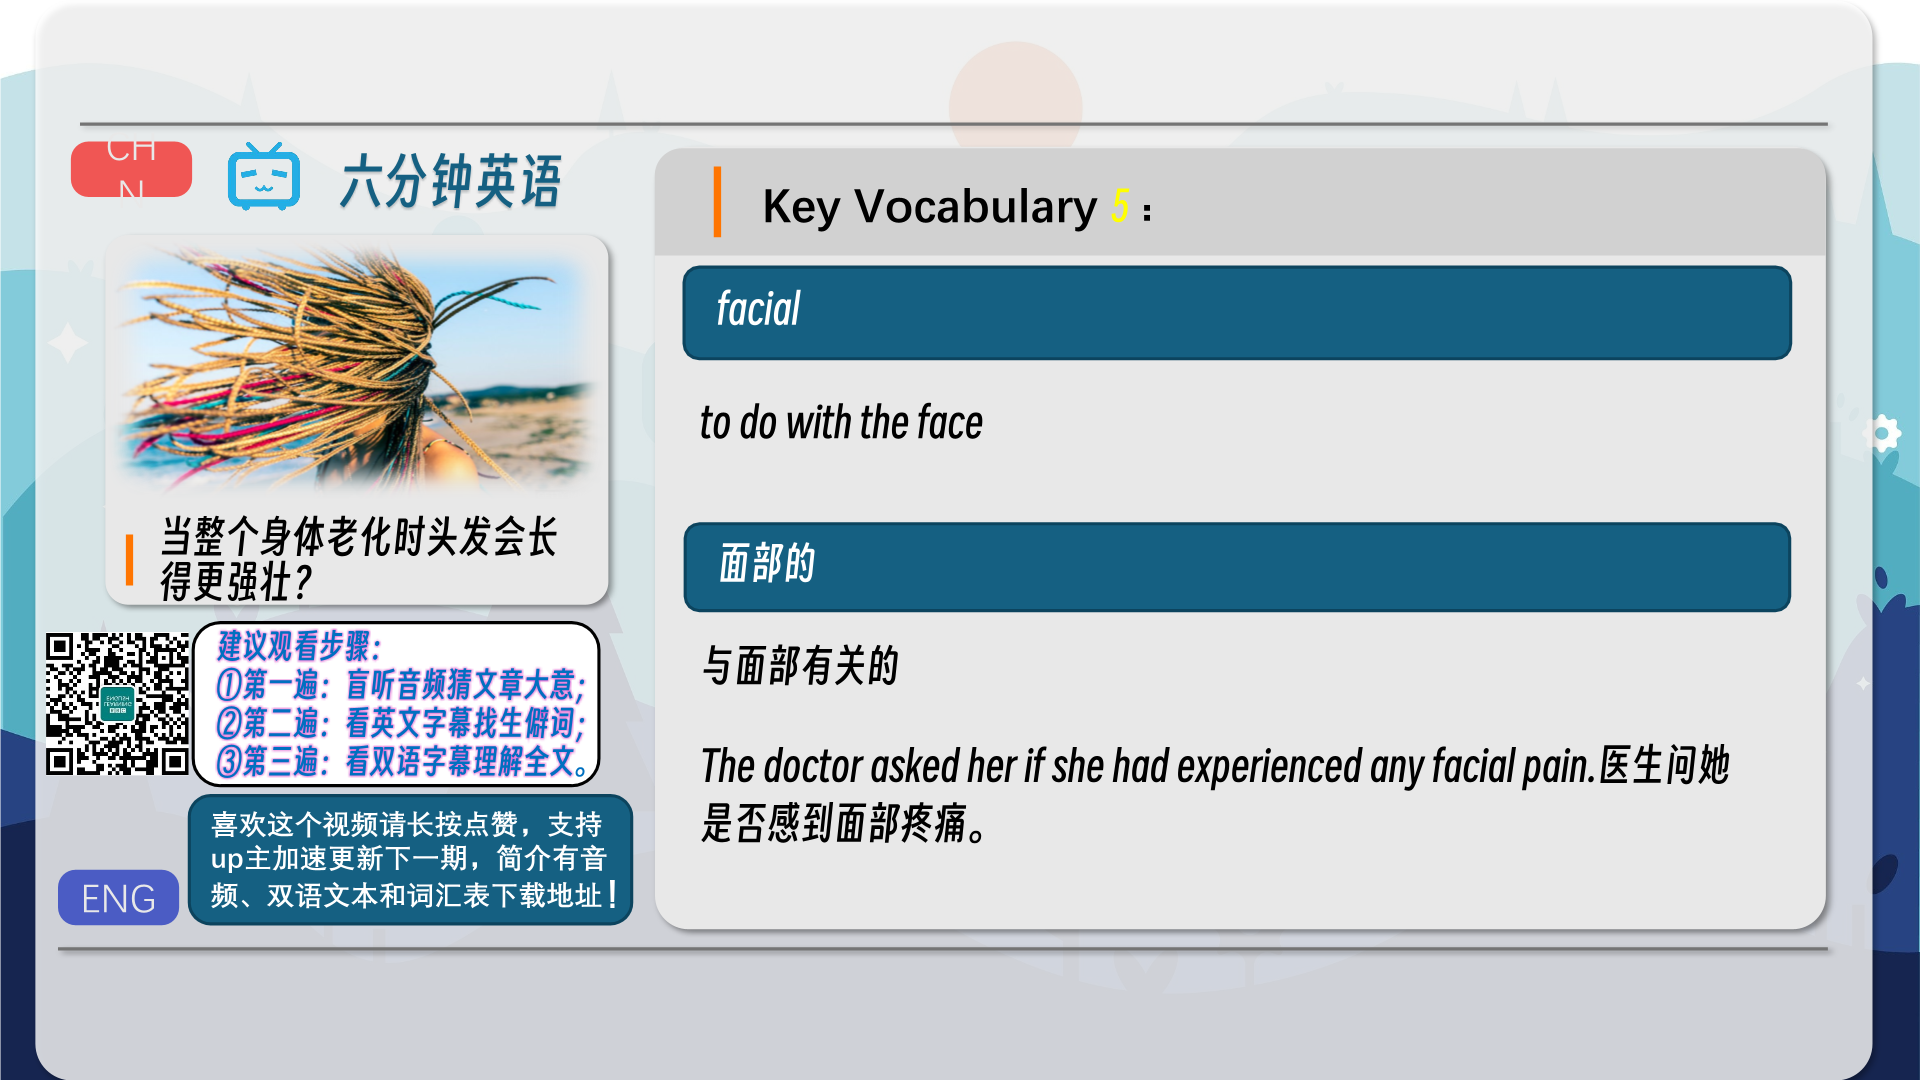 CH
N
六分钟英语
当整个身体老化时头发会长
得更强壮?
建议观看步骤:
①第一遍: 盲听音频猜文章大意;
②第二遍: 看英文字幕找生僻词;
③第三遍: 看双语字幕理解全文。
喜欢这个视频请长按点赞，支持
up主加速更新下一期，简介有音
频、双语文本和词汇表下载地址！
ENG
Key Vocabulary 5：
facial
to do with the face
面部的
与面部有关的
The doctor asked her if she had experienced any facial pain.医生问她
是否感到面部疼痛。